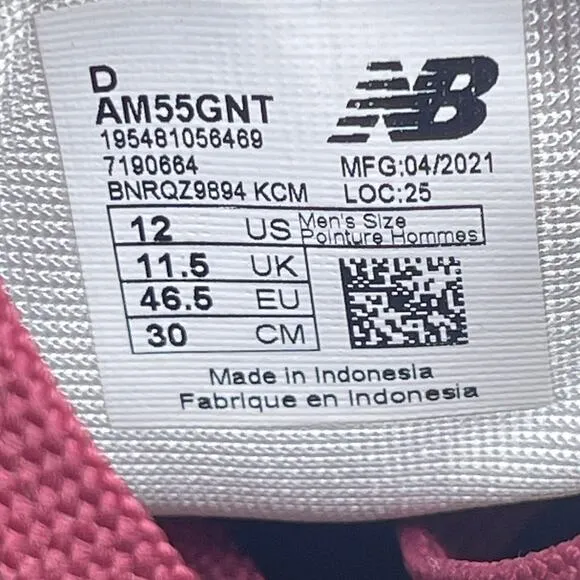 D
AM55GNT
NB
195481056469
7190664
MFG:04/2021
BNRQZ9894 KCM
LOC:25
12 US Men's Size
Pointure Hommes
11.5 UK
46.5 EU
30 CM
Made in Indonesia
Fabrique en Indonesia